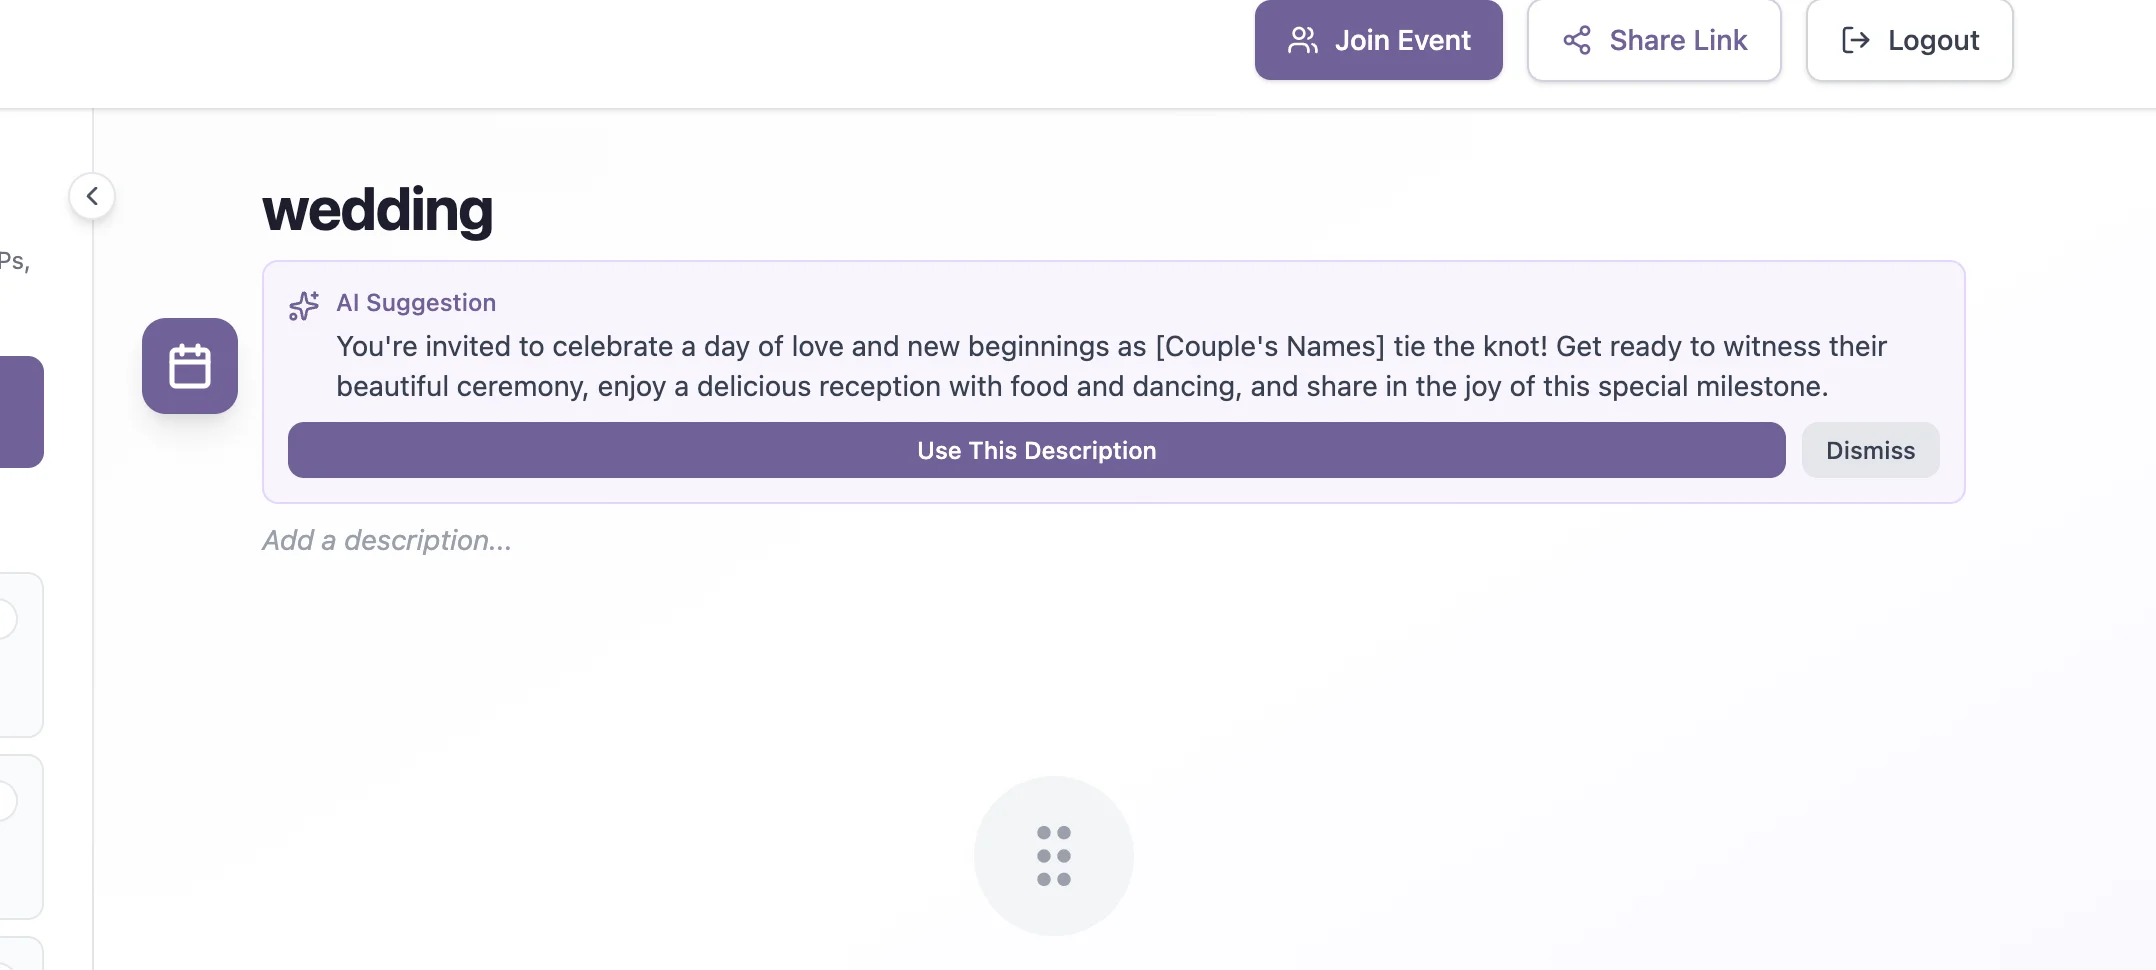 Join Event
Share Link
Logout
Ps,
wedding
AI Suggestion
You're invited to celebrate a day of love and new beginnings as [Couple's Names] tie the knot! Get ready to witness their
beautiful ceremony, enjoy a delicious reception with food and dancing, and share in the joy of this special milestone.
Use This Description
Dismiss
Add a description...